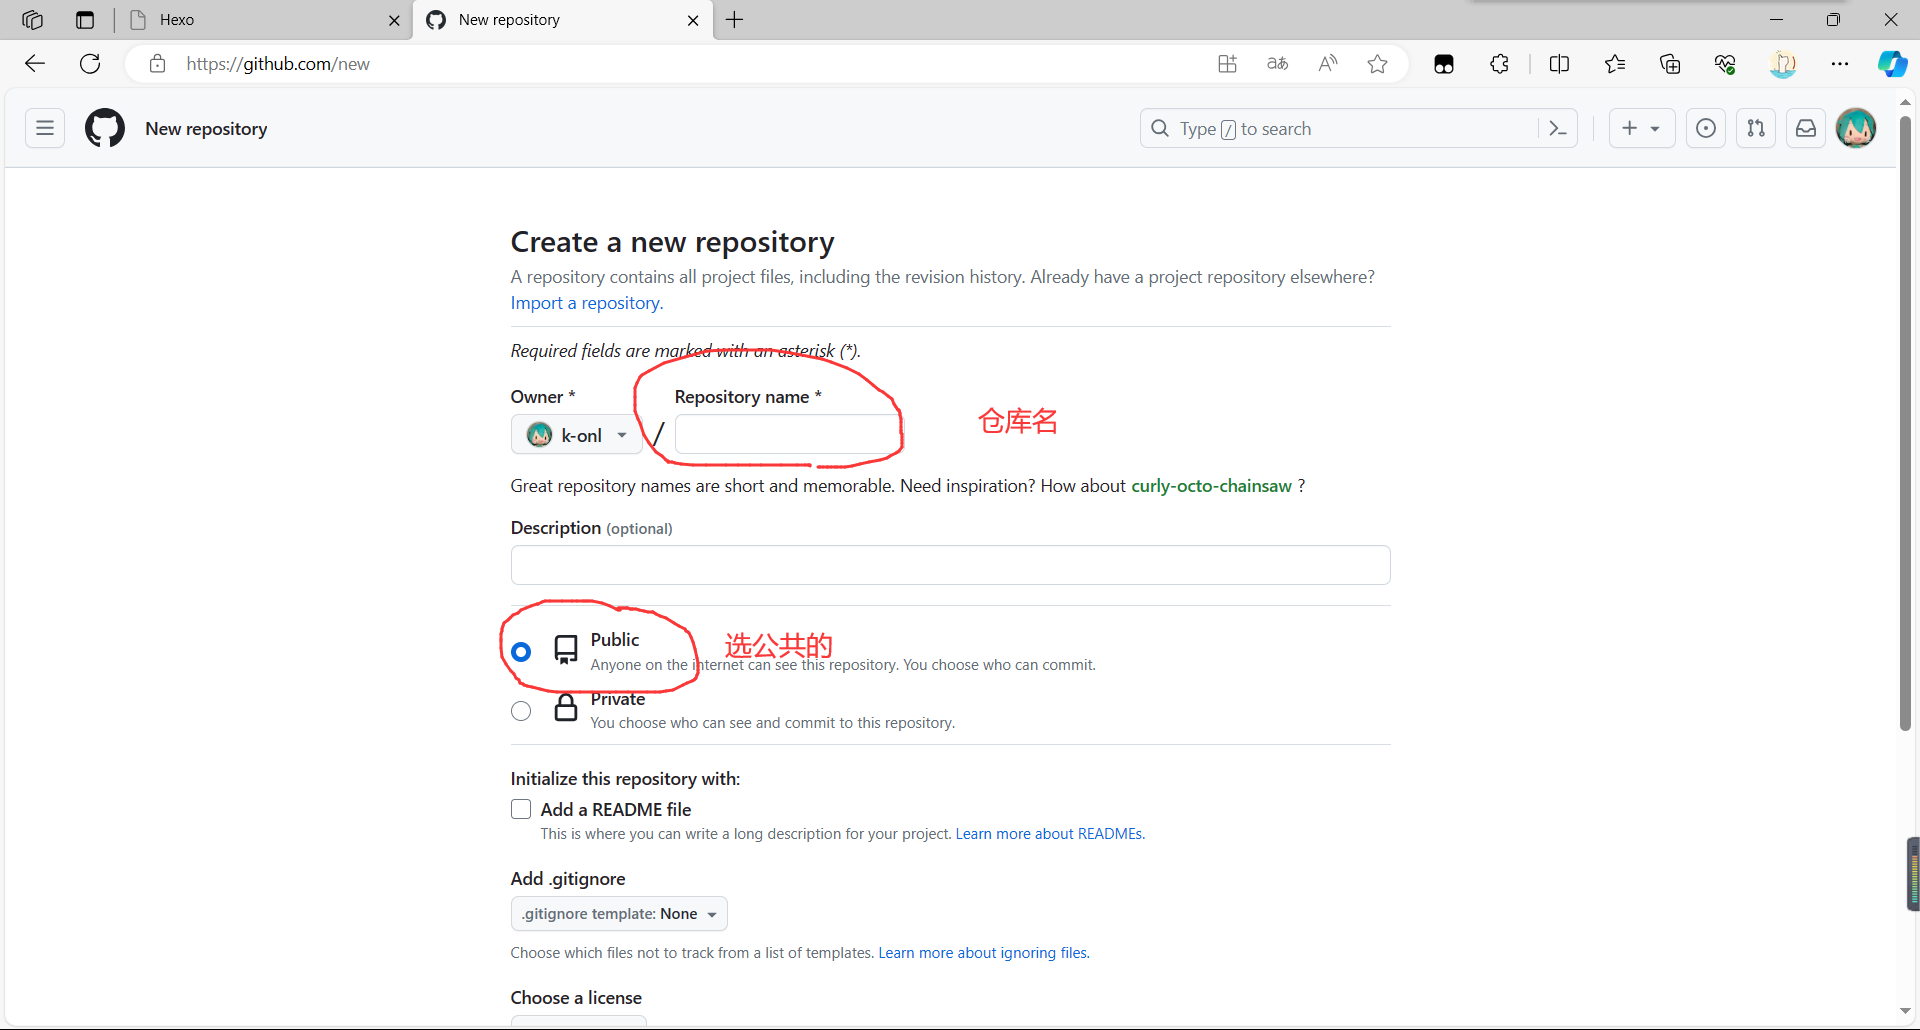 Hexo
New repository
https://github.com/new
New repository
Type / to search
Create a new repository
A repository contains all project files, including the revision history. Already have a project repository elsewhere?
Import a repository.
Required fields are marked with an asterisk (*).
Owner *
Repository name *
k-onl
/
仓库名
Great repository names are short and memorable. Need inspiration? How about curly-octo-chainsaw ?
Description (optional)
Public
选公共的
Anyone on the internet can see this repository. You choose who can commit.
Private
You choose who can see and commit to this repository.
Initialize this repository with:
Add a README file
This is where you can write a long description for your project. Learn more about READMEs.
Add .gitignore
.gitignore template: None
Choose which files not to track from a list of templates. Learn more about ignoring files.
Choose a license